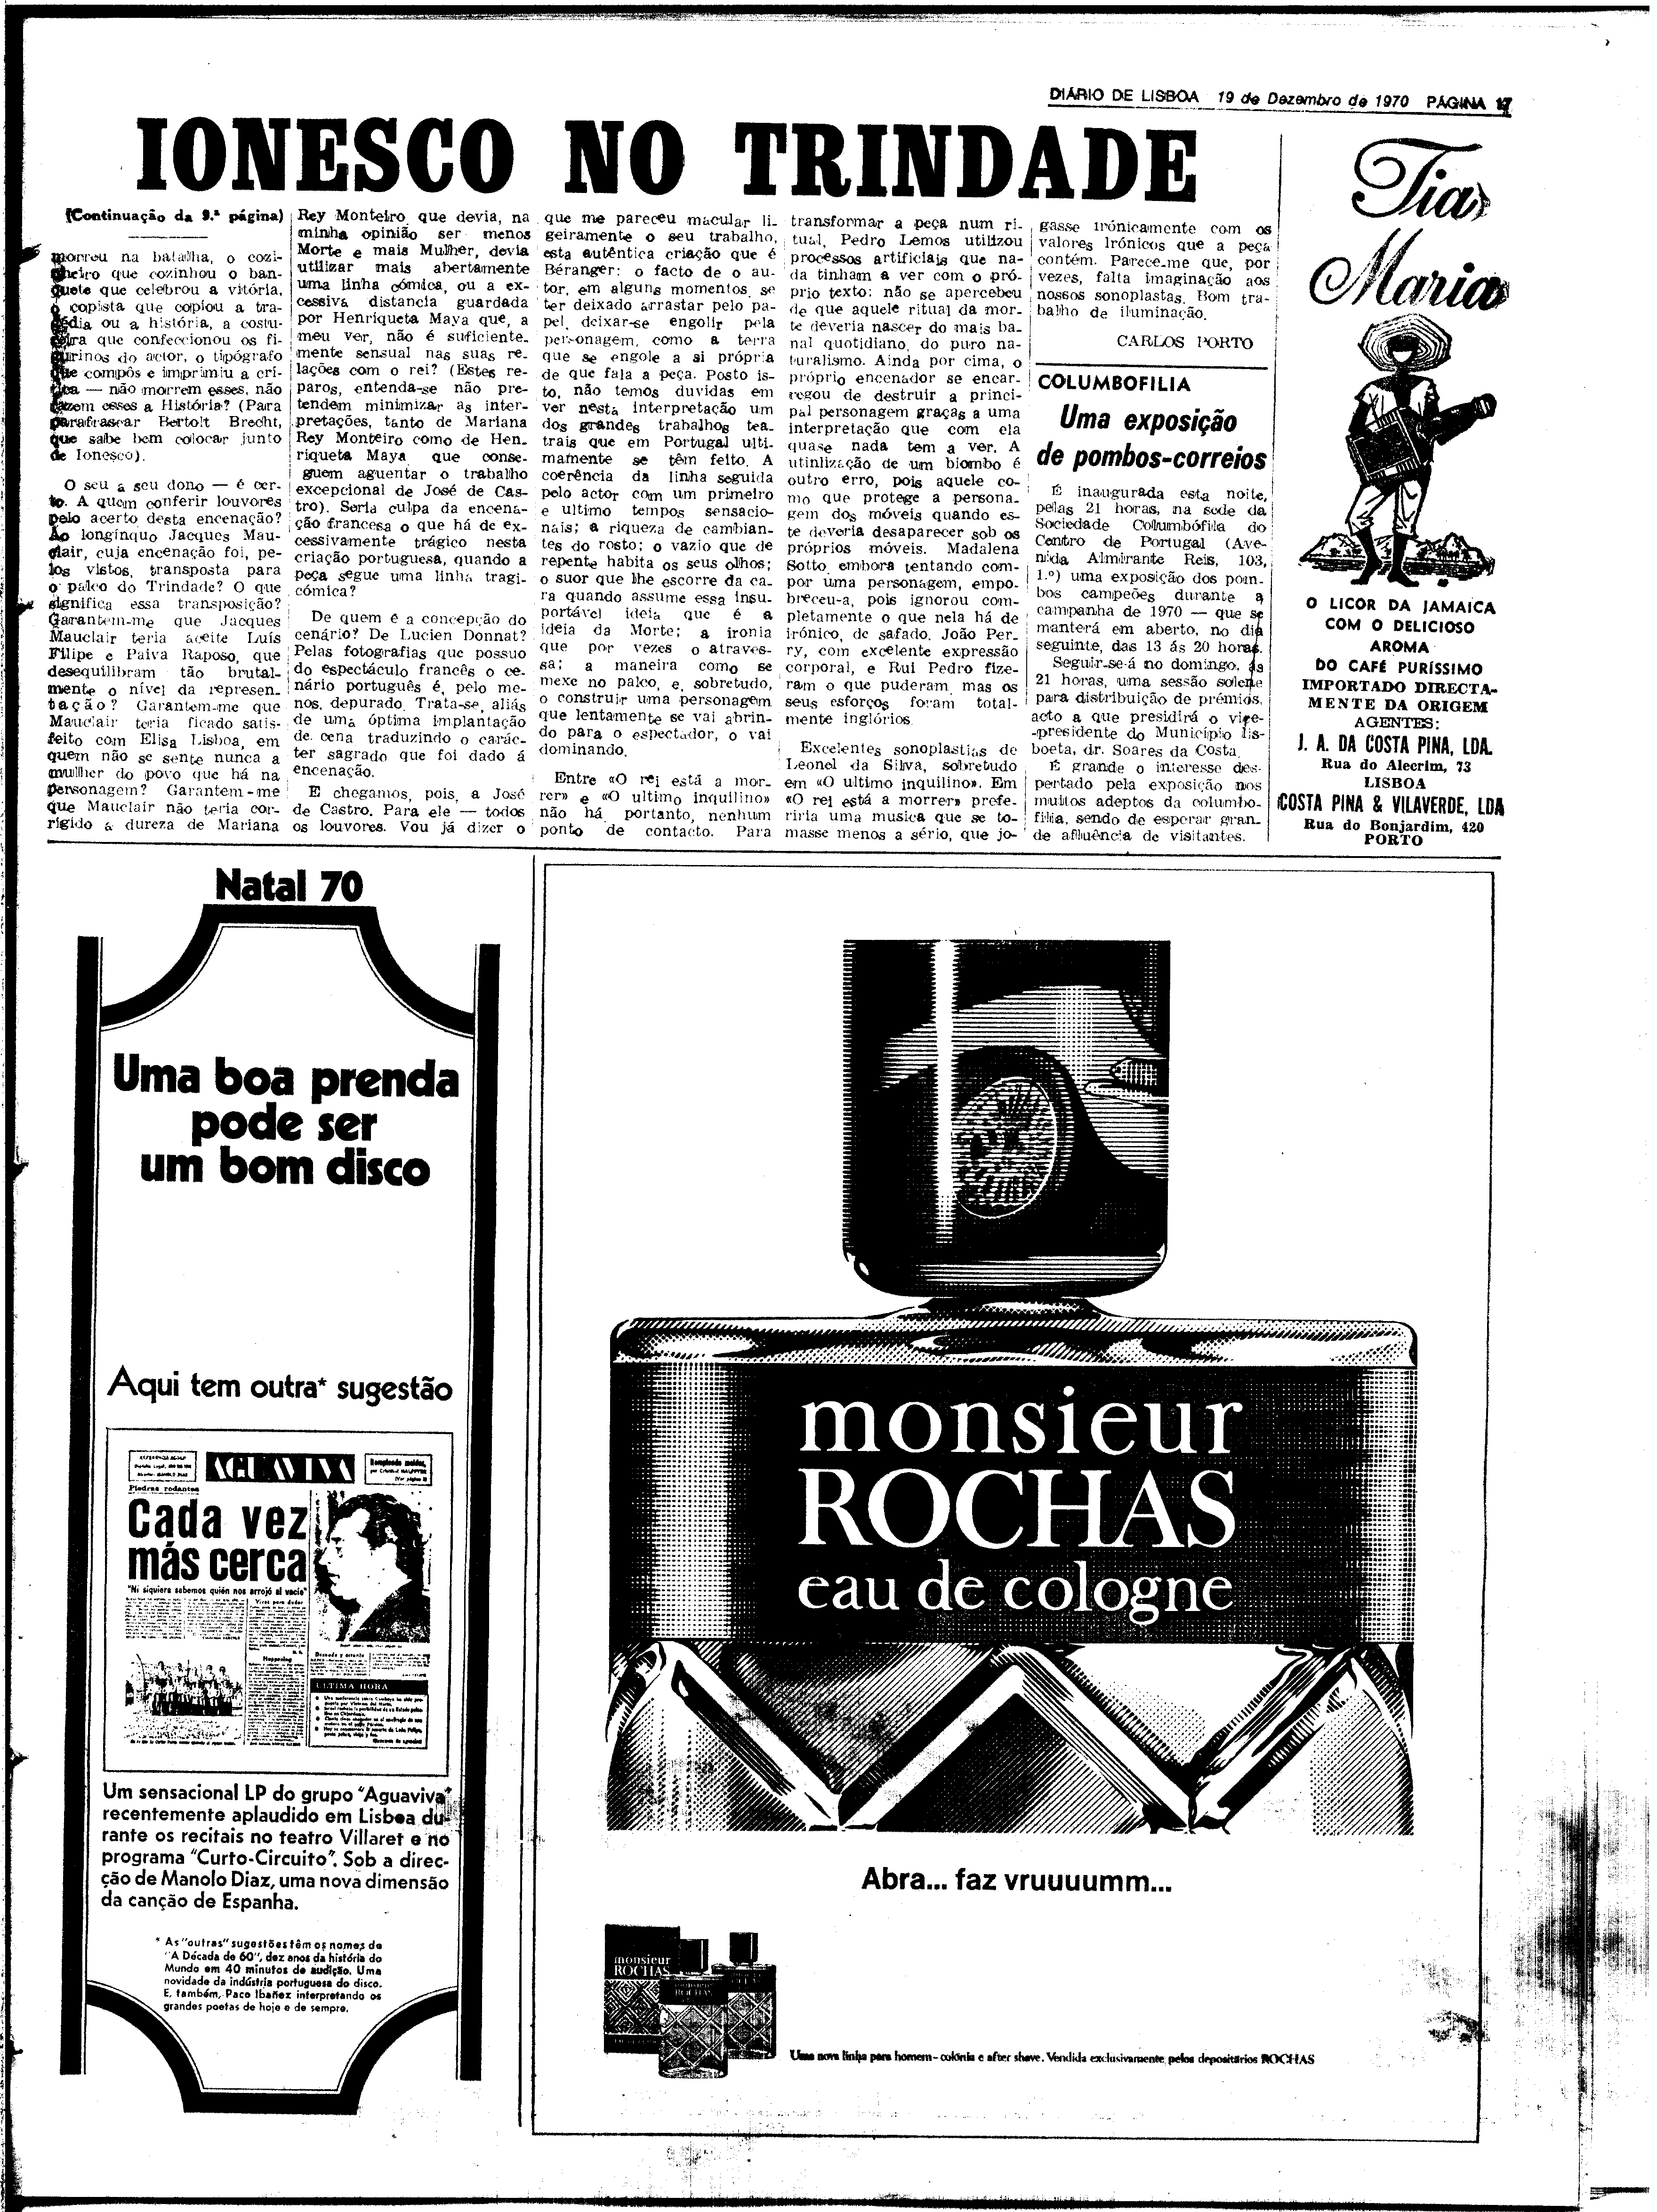 DIÁRIO DE LISBOA 19 de Dezembro de 1970 PÁGINA 17
IONESCO NO TRINDADE
(Continuação da 9.ª página)
morreu na batalha, o cozi-
nheiro que cozinhou o ban-
quete que celebrou a vitória,
o copista que copiou a tra-
gédia ou a história, a costu-
reira que confeccionou os fi-
gurinos do actor, o tipógrafo
que compôs e imprimiu a crí-
tica — não morrem esses, não
fazem esses a História? (Para
parafrasear Bertolt Brecht,
que sabe bem colocar junto
de Ionesco).
O seu a seu dono — é cer-
to. A quem conferir louvores
pelo acerto desta encenação?
Ao longínquo Jacques Mau-
clair, cuja encenação foi, pe-
los vistos, transposta para
o palco do Trindade? O que
significa essa transposição?
Garantem-me que Jacques
Mauclair teria aceite Luís
Filipe e Paiva Raposo, que
desequilibram tão brutal-
mente o nível da represen-
tação? Garantem-me que
Mauclair teria ficado satis-
feito com Elisa Lisboa, em
quem não se sente nunca a
mulher do povo que há na
personagem? Garantem-me
que Mauclair não teria cor-
rigido a dureza de Mariana
Rey Monteiro que devia, na
minha opinião ser menos
Morte e mais Mulher, devia
utilizar mais abertamente
uma linha cómica, ou a ex-
cessiva distancia guardada
por Henriqueta Maya que, a
meu ver, não é suficiente-
mente sensual nas suas re-
lações com o rei? (Estes re-
paros, entenda-se não pre-
tendem minimizar as inter-
pretações, tanto de Mariana
Rey Monteiro como de Hen-
riqueta Maya que conse-
guem aguentar o trabalho
excepcional de José de Cas-
tro). Seria culpa da encena-
ção francesa o que há de ex-
cessivamente trágico nesta
criação portuguesa, quando a
peça segue uma linha tragi-
cómica?
De quem é a concepção do
cenário? De Lucien Donnat?
Pelas fotografias que possuo
do espectáculo francês o ce-
nário português é, pelo me-
nos, depurado. Trata-se, aliás
de uma óptima implantação
de cena traduzindo o carác-
ter sagrado que foi dado á
encenação.
E chegamos, pois, a José
de Castro. Para ele — todos
os louvores. Vou já dizer o
que me pareceu macular li-
geiramente o seu trabalho,
esta autêntica criação que é
Béranger: o facto de o au-
tor, em alguns momentos, se
ter deixado arrastar pelo pa-
pel, deixar-se engolir pela
personagem, como a terra
que se engole a si própria
de que fala a peça. Posto is-
to, não temos duvidas em
ver nesta interpretação um
dos grandes trabalhos tea-
trais que em Portugal ulti-
mamente se têm feito. A
coerência da linha seguida
pelo actor com um primeiro
e ultimo tempos sensacio-
nais; a riqueza de cambian-
tes do rosto; o vazio que de
repente habita os seus olhos;
o suor que lhe escorre da ca-
ra quando assume essa insu-
portável ideia que é a
ideia da Morte; a ironia
que por vezes o atraves-
sa; a maneira como se
mexe no palco, e, sobretudo,
o construir uma personagem
que lentamente se vai abrin-
do para o espectador, o vai
dominando.
Entre «O rei está a mor-
rer» e «O ultimo inquilino»
não há, portanto, nenhum
ponto de contacto. Para
transformar a peça num ri-
tual, Pedro Lemos utilizou
processos artificiais que na-
da tinham a ver com o pró-
prio texto: não se apercebeu
de que aquele ritual da mor-
te deveria nascer do mais ba-
nal quotidiano, do puro na-
turalismo. Ainda por cima, o
próprio encenador se encar-
regou de destruir a princi-
pal personagem graças a uma
interpretação que com ela
quase nada tem a ver. A
utinlização de um biombo é
outro erro, pois aquele co-
mo que protege a persona-
gem dos móveis quando es-
te deveria desaparecer sob os
próprios móveis. Madalena
Sotto, embora tentando com-
por uma personagem, empo-
breceu-a, pois ignorou com-
pletamente o que nela há de
irónico, de safado. João Per-
ry, com excelente expressão
corporal, e Rui Pedro fize-
ram o que puderam, mas os
seus esforços foram total-
mente inglórios.
Excelentes sonoplastias de
Leonel da Silva, sobretudo
em «O ultimo inquilino». Em
«O rei está a morrer» prefe-
riria uma musica que se to-
masse menos a sério, que jo-
gasse irónicamente com os
valores irónicos que a peça
contém. Parece-me que, por
vezes, falta imaginação aos
nossos sonoplastas. Bom tra-
balho de iluminação.
CARLOS PORTO
COLUMBOFILIA
Uma exposição
de pombos-correios
É inaugurada esta noite,
pelas 21 horas, na sede da
Sociedade Columbófila do
Centro de Portugal (Ave-
nida Almirante Reis, 103,
1.º) uma exposição dos pom-
bos campeões durante a
campanha de 1970 — que se
manterá em aberto, no dia
seguinte, das 13 ás 20 horas.
Seguir-se-á no domingo, ás
21 horas, uma sessão solene
para distribuição de prémios,
acto a que presidirá o vice-
-presidente do Município lis-
boeta, dr. Soares da Costa.
É grande o interesse des-
pertado pela exposição nos
muitos adeptos da columbo-
filia, sendo de esperar gran-
de afluência de visitantes.
Tia
Maria
O LICOR DA JAMAICA
COM O DELICIOSO
AROMA
DO CAFÉ PURÍSSIMO
IMPORTADO DIRECTA-
MENTE DA ORIGEM
AGENTES:
J. A. DA COSTA PINA, LDA.
Rua do Alecrim, 73
LISBOA
COSTA PINA & VILAVERDE, LDA
Rua do Bonjardim, 420
PORTO
Natal 70
Uma boa prenda
pode ser
um bom disco
Aqui tem outra* sugestão
AGUAVIVA
Piedras rodantes
Cada vez
más cerca
"Ni siquiera sabemos quién nos arrojó al vacío"
Happening
ULTIMA HORA
Um sensacional LP do grupo "Aguaviva"
recentemente aplaudido em Lisboa du-
rante os recitais no teatro Villaret e no
programa "Curto-Circuito". Sob a direc-
ção de Manolo Diaz, uma nova dimensão
da canção de Espanha.
* As "outras" sugestões têm os nomes de
"A Década de 60", dez anos da história do
Mundo em 40 minutos de audição. Uma
novidade da indústria portuguesa do disco.
E, também, Paco Ibañez interpretando os
grandes poetas de hoje e de sempre.
monsieur
ROCHAS
eau de cologne
Abra... faz vruuuumm...
monsieur
ROCHAS
Uma nova linha para homem - colónia e after shave. Vendida exclusivamente pelos depositários ROCHAS